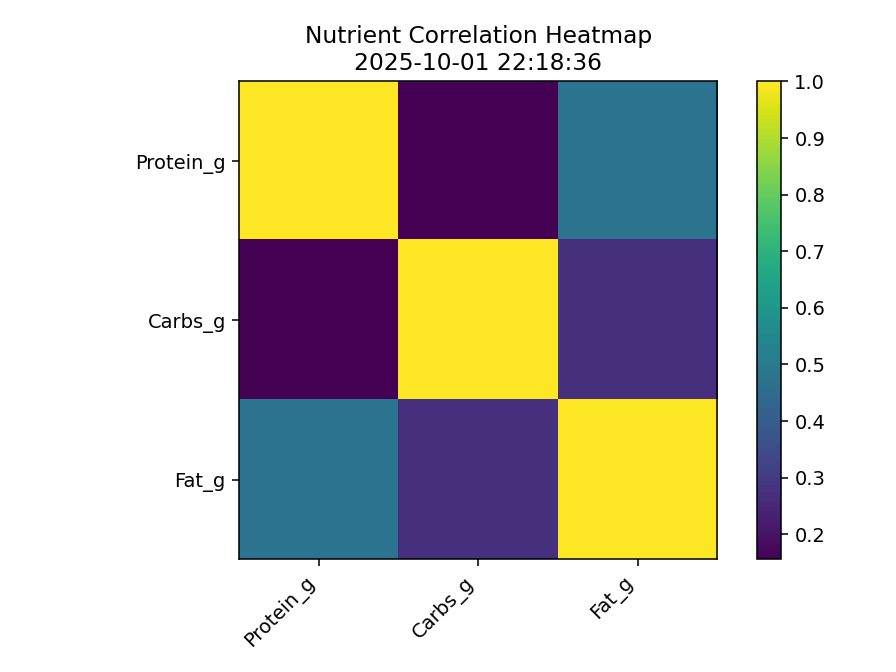 Nutrient Correlation Heatmap
2025-10-01 22:18:36
Protein_g
Carbs_g
Fat_g
Protein_g
Carbs_g
Fat_g
1.0
0.9
0.8
0.7
0.6
0.5
0.4
0.3
0.2